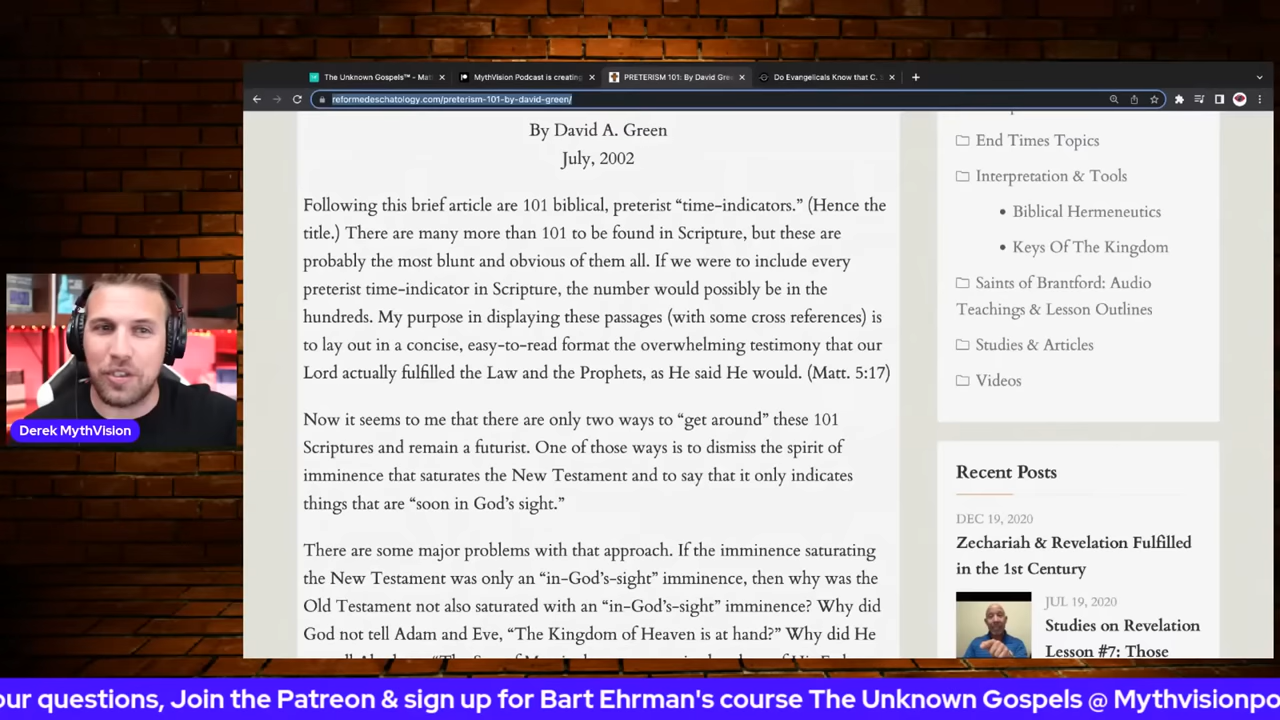 The Unknown Gospels™ - Mat
MythVision Podcast is creating
PRETERISM 101: By David Gree
Do Evangelicals Know that C. S
reformedeschatology.com/preterism-101-by-david-green/
By David A. Green
July, 2002
Following this brief article are 101 biblical, preterist “time-indicators.” (Hence the
title.) There are many more than 101 to be found in Scripture, but these are
probably the most blunt and obvious of them all. If we were to include every
preterist time-indicator in Scripture, the number would possibly be in the
hundreds. My purpose in displaying these passages (with some cross references) is
to lay out in a concise, easy-to-read format the overwhelming testimony that our
Lord actually fulfilled the Law and the Prophets, as He said He would. (Matt. 5:17)
Now it seems to me that there are only two ways to “get around” these 101
Scriptures and remain a futurist. One of those ways is to dismiss the spirit of
imminence that saturates the New Testament and to say that it only indicates
things that are “soon in God’s sight.”
There are some major problems with that approach. If the imminence saturating
the New Testament was only an “in-God’s-sight” imminence, then why was the
Old Testament not also saturated with an “in-God’s-sight” imminence? Why did
God not tell Adam and Eve, “The Kingdom of Heaven is at hand?” Why did He
End Times Topics
Interpretation & Tools
Biblical Hermeneutics
Keys Of The Kingdom
Saints of Brantford: Audio
Teachings & Lesson Outlines
Studies & Articles
Videos
Recent Posts
DEC 19, 2020
Zechariah & Revelation Fulfilled
in the 1st Century
JUL 19, 2020
Studies on Revelation
Lesson #7: Those
Derek MythVision
our questions, Join the Patreon & sign up for Bart Ehrman's course The Unknown Gospels @ Mythvisionpo